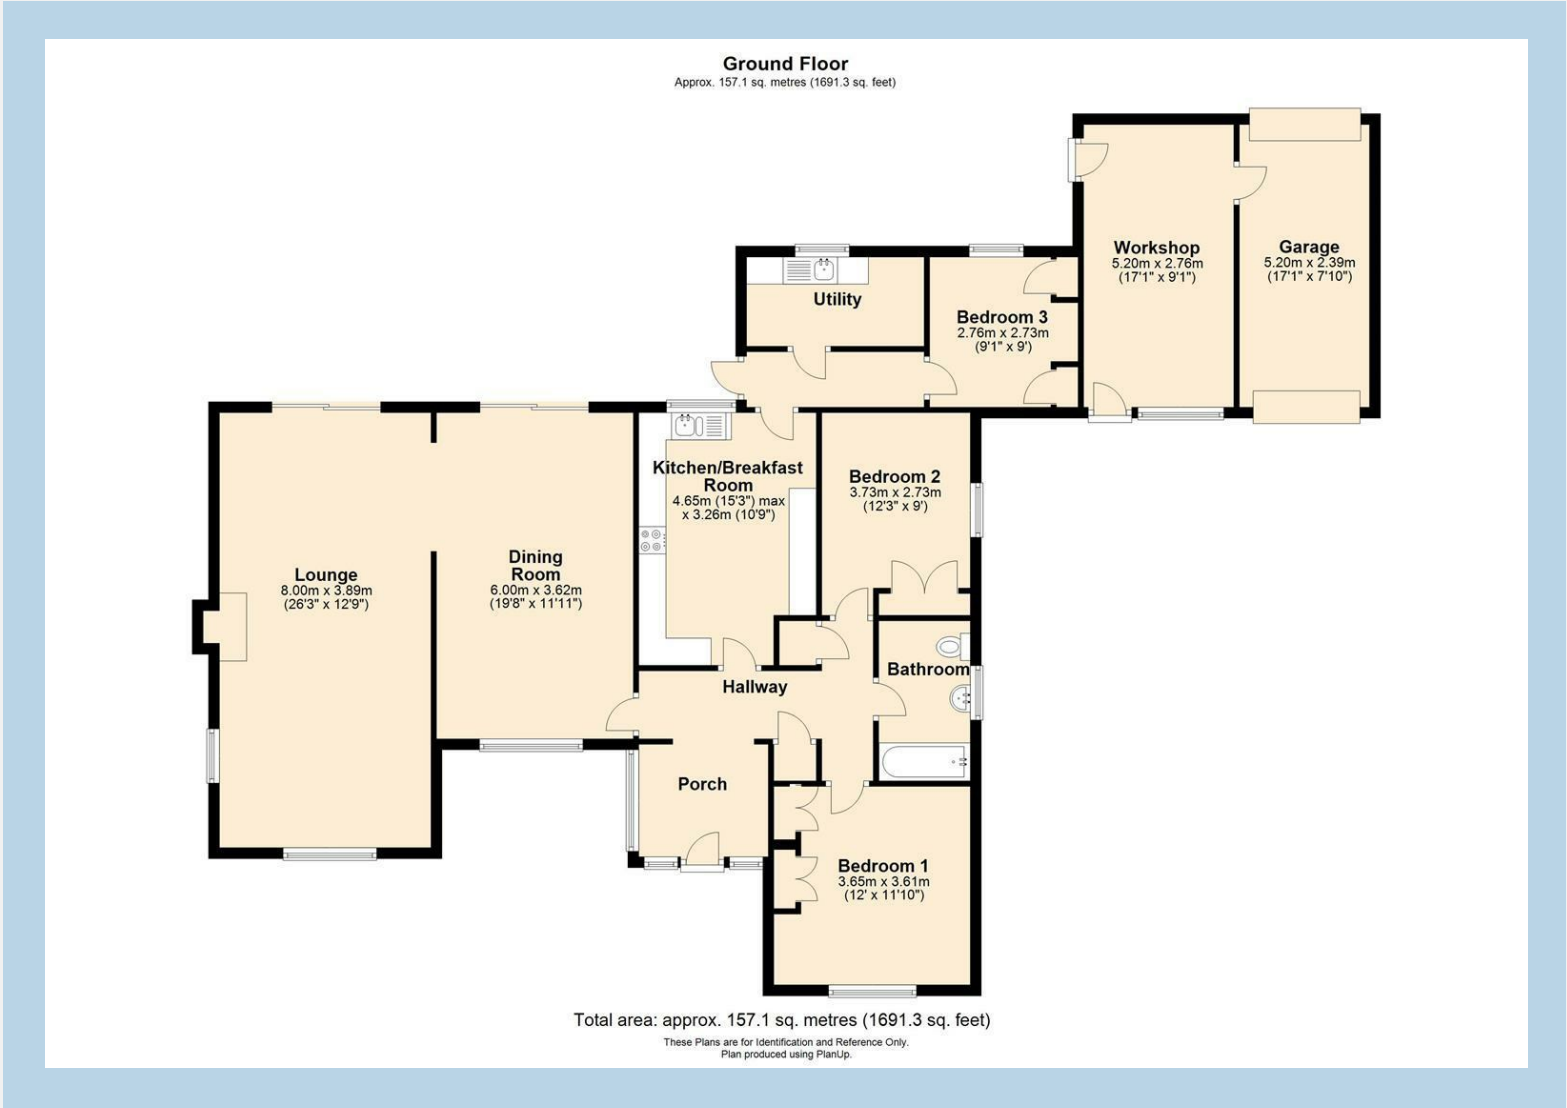 Ground Floor
Approx. 157.1 sq. metres (1691.3 sq. feet)
Workshop
5.20m x 2.76m
(17'1" x 9'1")
Garage
5.20m x 2.39m
(17'1" x 7'10")
Utility
Bedroom 3
2.76m x 2.73m
(9'1" x 9')
Kitchen/Breakfast
Room
4.65m (15'3") max
x 3.26m (10'9")
Bedroom 2
3.73m x 2.73m
(12'3" x 9')
Lounge
8.00m x 3.89m
(26'3" x 12'9")
Dining
Room
6.00m x 3.62m
(19'8" x 11'11")
Bathroom
Hallway
Porch
Bedroom 1
3.65m x 3.61m
(12' x 11'10")
Total area: approx. 157.1 sq. metres (1691.3 sq. feet)
These Plans are for Identification and Reference Only.
Plan produced using PlanUp.